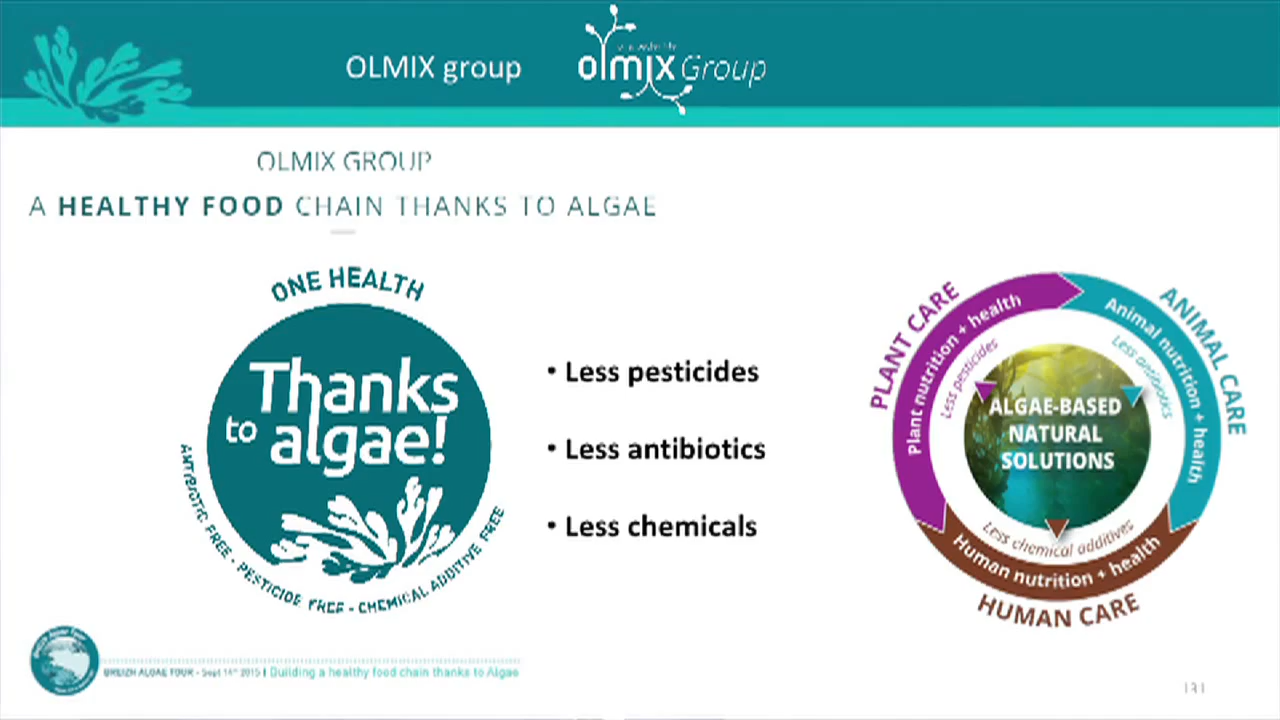 OLMIX group
olmix Group
OLMIX GROUP
A HEALTHY FOOD CHAIN THANKS TO ALGAE
ONE HEALTH
Thanks
to algae!
ANTIBIOTIC FREE - PESTICIDE FREE - CHEMICAL ADDITIVE FREE
• Less pesticides
• Less antibiotics
• Less chemicals
PLANT CARE
Plant nutrition + health
Less pesticides
ANIMAL CARE
Animal nutrition + health
Less antibiotics
ALGAE-BASED
NATURAL
SOLUTIONS
Less chemical additives
Human nutrition + health
HUMAN CARE
BREIZH ALGAE TOUR - Sept 14th 2015 | Building a healthy food chain thanks to Algae